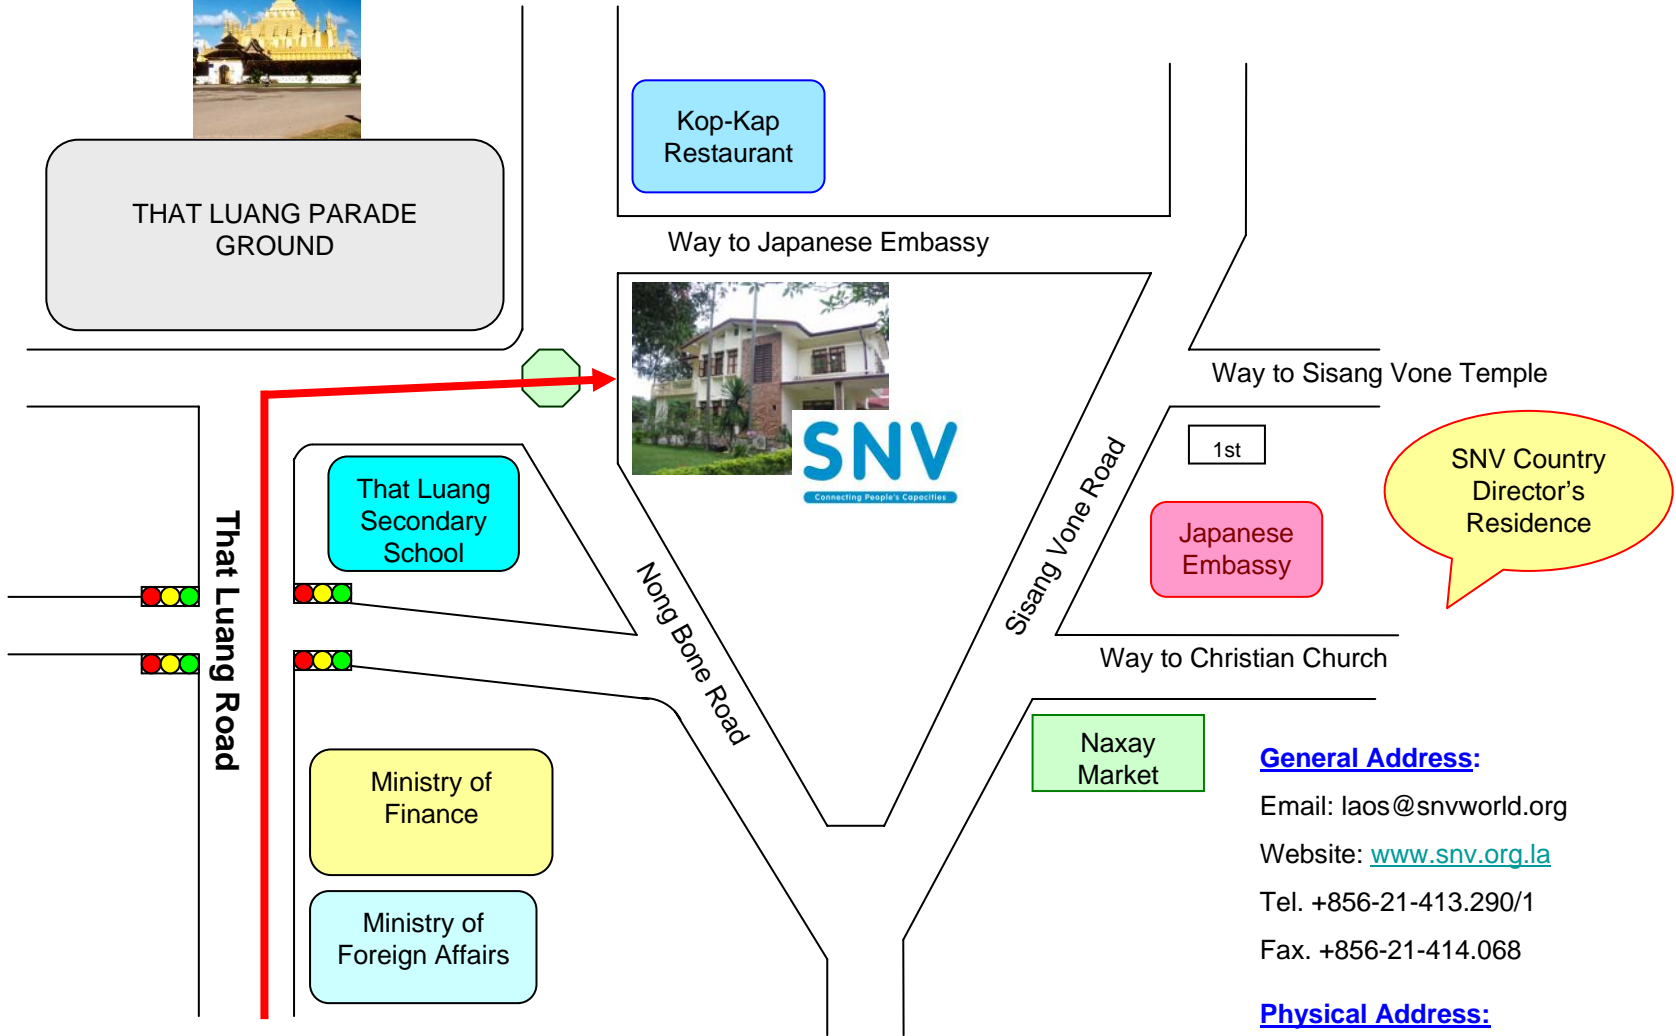 Kop-Kap
Restaurant
THAT LUANG PARADE
GROUND
Way to Japanese Embassy
Way to Sisang Vone Temple
SNV
Connecting People's Capacities
1st
SNV Country
Director's
Residence
That Luang
Secondary
School
Japanese
Embassy
That Luang Road
Nong Bone Road
Sisang Vone Road
Way to Christian Church
Naxay
Market
Ministry of
Finance
Ministry of
Foreign Affairs
General Address:
Email: laos@snvworld.org
Website: www.snv.org.la
Tel. +856-21-413.290/1
Fax. +856-21-414.068
Physical Address: